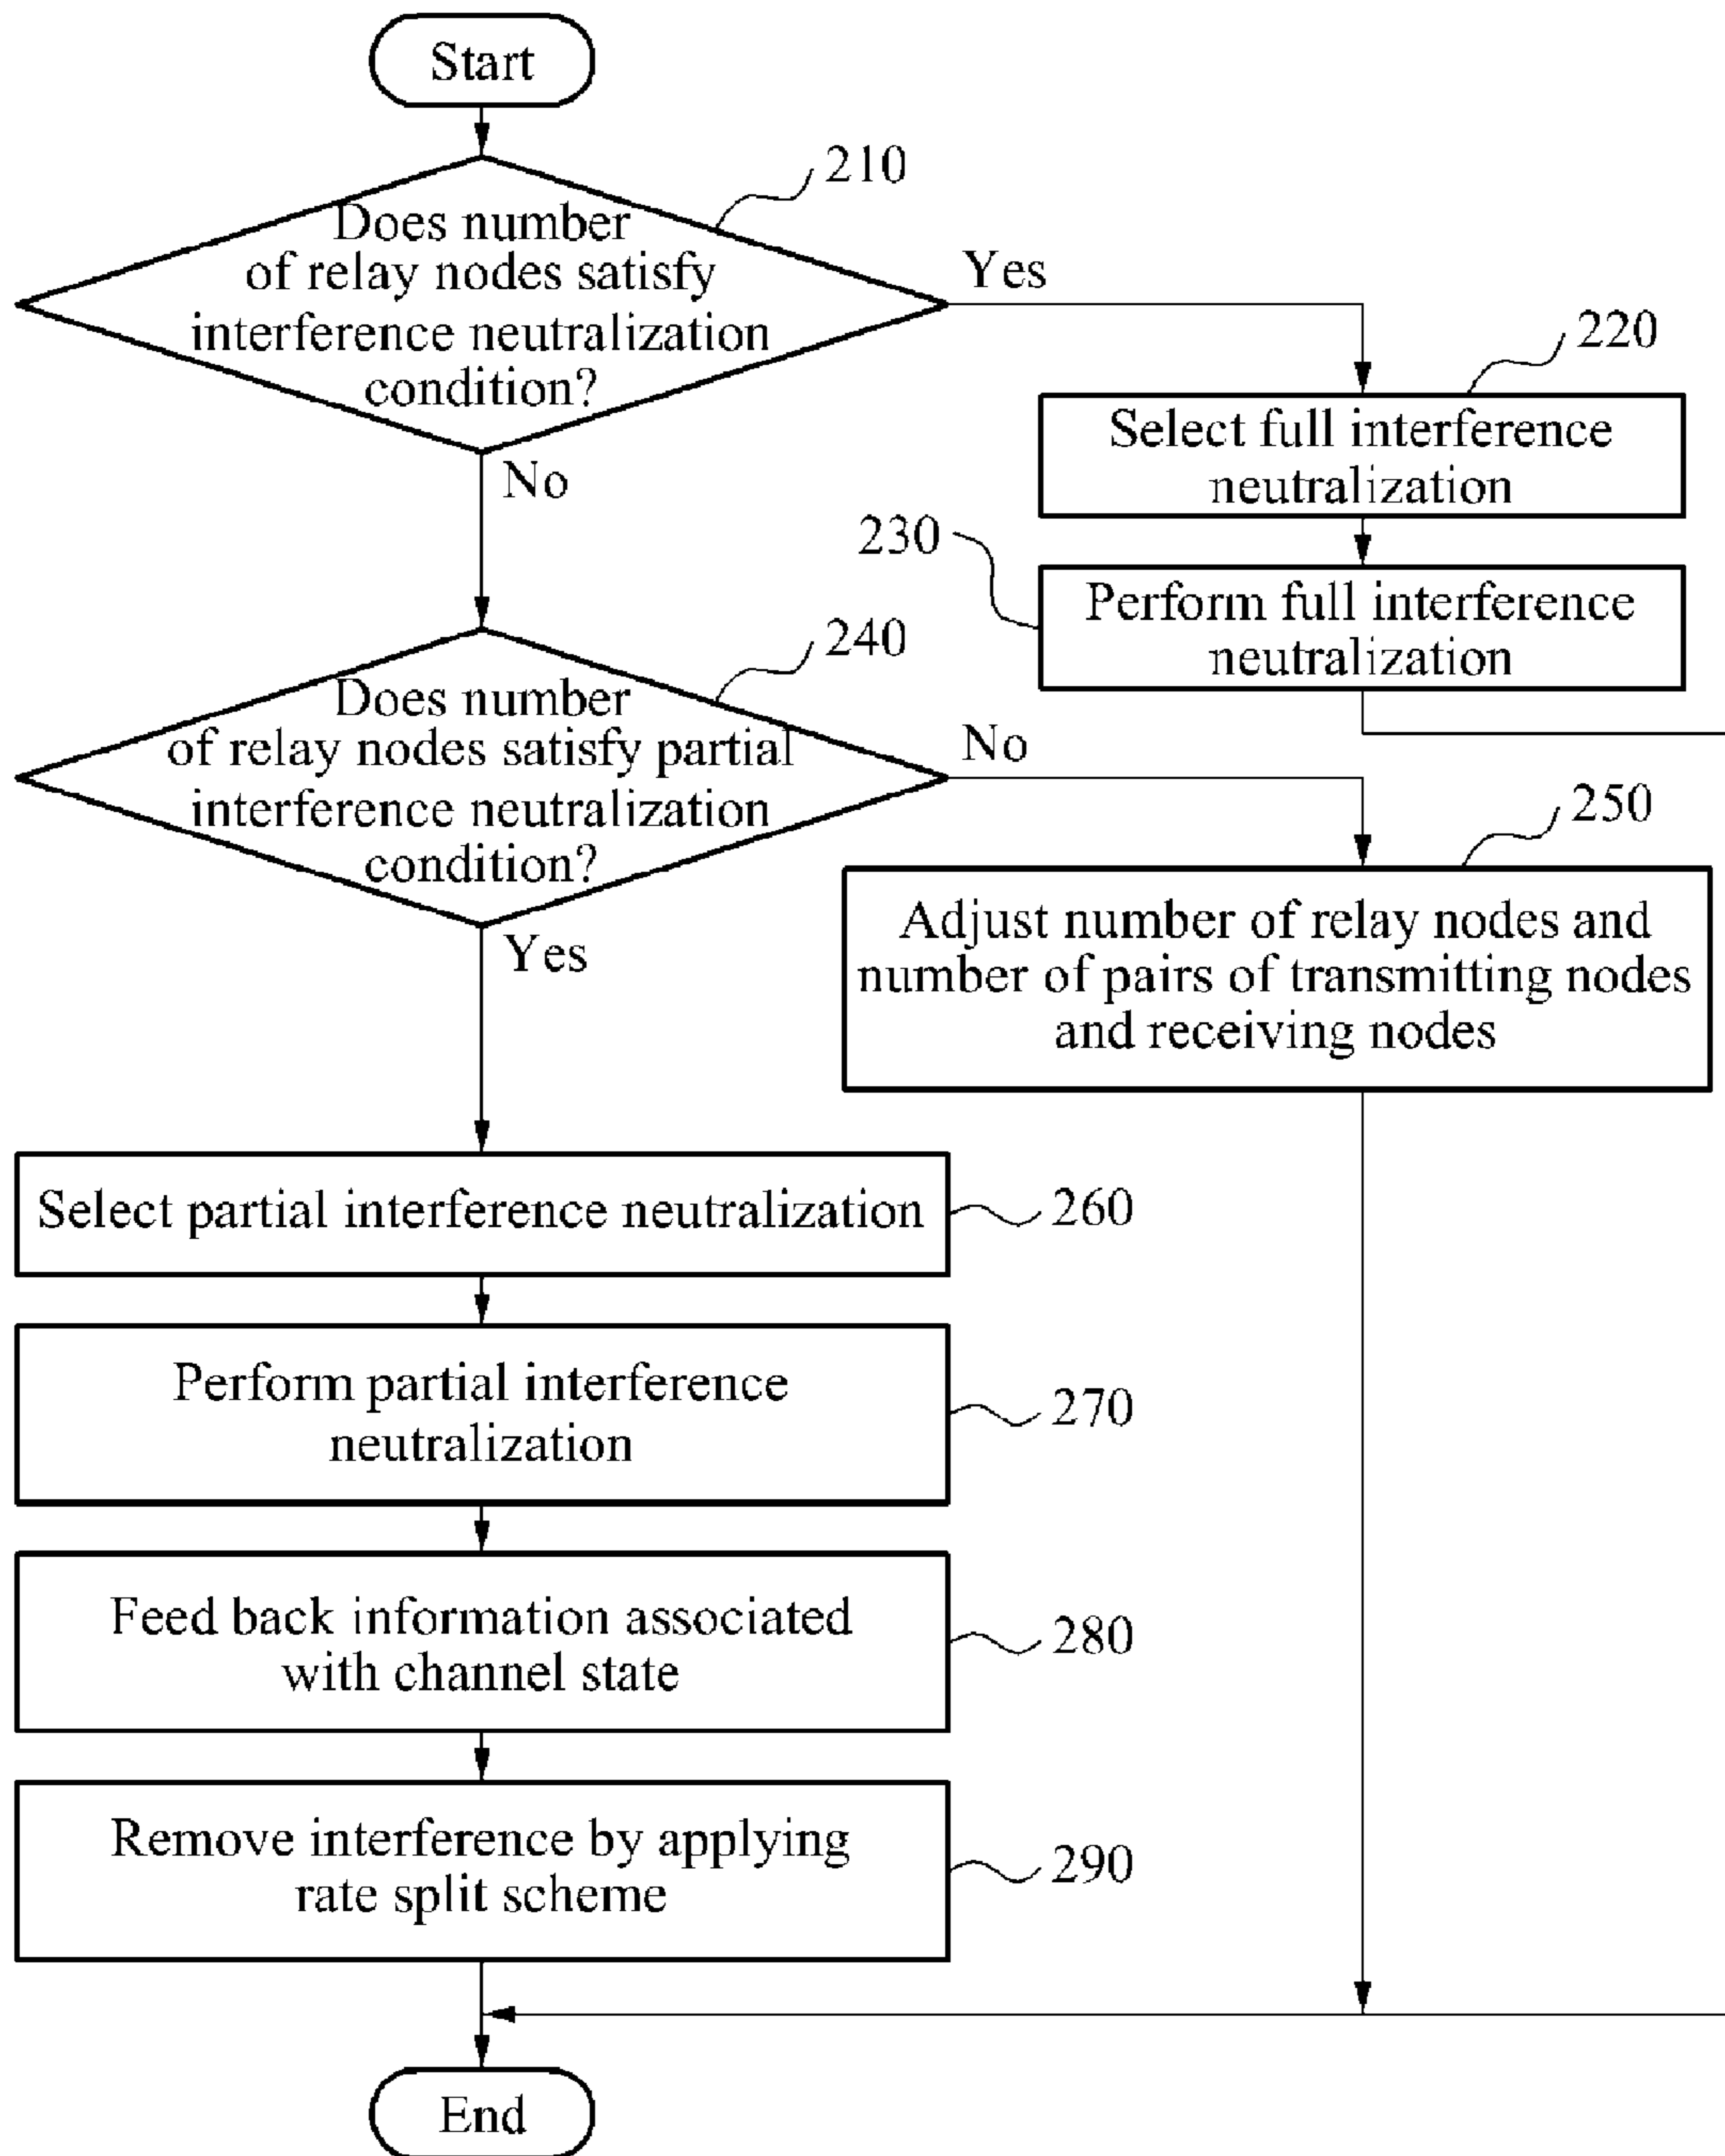 Start
210
Does number
of relay nodes satisfy
interference neutralization
condition?
Yes
No
220
Select full interference
neutralization
230
Perform full interference
neutralization
240
Does number
of relay nodes satisfy partial
interference neutralization
condition?
No
Yes
250
Adjust number of relay nodes and
number of pairs of transmitting nodes
and receiving nodes
Select partial interference neutralization
260
Perform partial interference
neutralization
270
Feed back information associated
with channel state
280
Remove interference by applying
rate split scheme
290
End